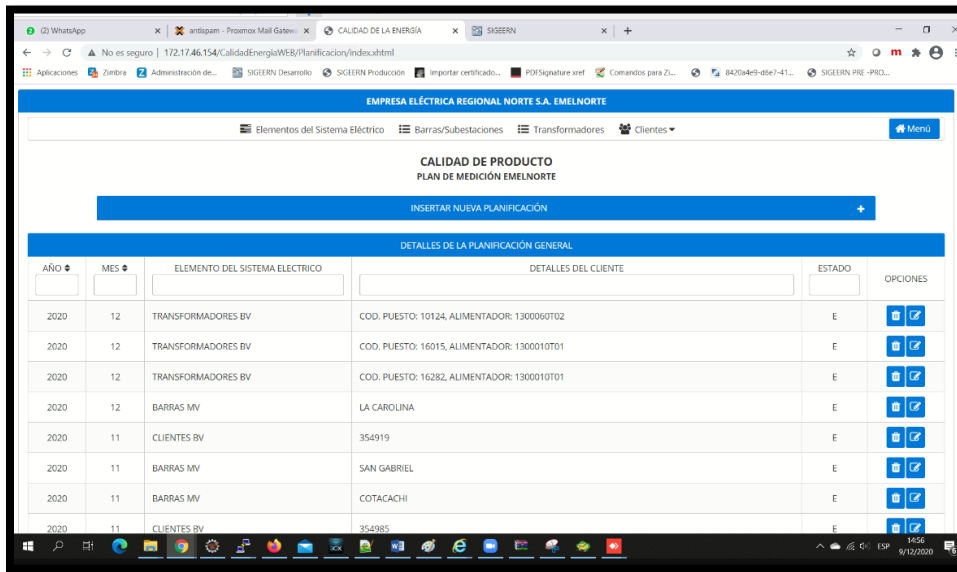 (2) WhatsApp
antispam - Proxmox Mail Gatew
CALIDAD DE LA ENERGÍA
SIGEERN
No es seguro | 172.17.46.154/CalidadEnergiaWEB/Planificacion/index.xhtml
Aplicaciones Zimbra Administración de... SIGEERN Desarrollo SIGEERN Producción Importar certificado... PDFSignature xref Comandos para Zi... 8420a4e9-d6e7-41... SIGEERN PRE -PRO...
EMPRESA ELÉCTRICA REGIONAL NORTE S.A. EMELNORTE
Elementos del Sistema Eléctrico Barras/Subestaciones Transformadores Clientes Menú
CALIDAD DE PRODUCTO
PLAN DE MEDICIÓN EMELNORTE
INSERTAR NUEVA PLANIFICACIÓN +
DETALLES DE LA PLANIFICACIÓN GENERAL
AÑO MES ELEMENTO DEL SISTEMA ELECTRICO DETALLES DEL CLIENTE ESTADO OPCIONES
2020 12 TRANSFORMADORES BV COD. PUESTO: 10124, ALIMENTADOR: 1300060T02 E
2020 12 TRANSFORMADORES BV COD. PUESTO: 16015, ALIMENTADOR: 1300010T01 E
2020 12 TRANSFORMADORES BV COD. PUESTO: 16282, ALIMENTADOR: 1300010T01 E
2020 12 BARRAS MV LA CAROLINA E
2020 11 CLIENTES BV 354919 E
2020 11 BARRAS MV SAN GABRIEL E
2020 11 BARRAS MV COTACACHI E
2020 11 CLIENTES BV 354985 E
ESP 14:56
9/12/2020